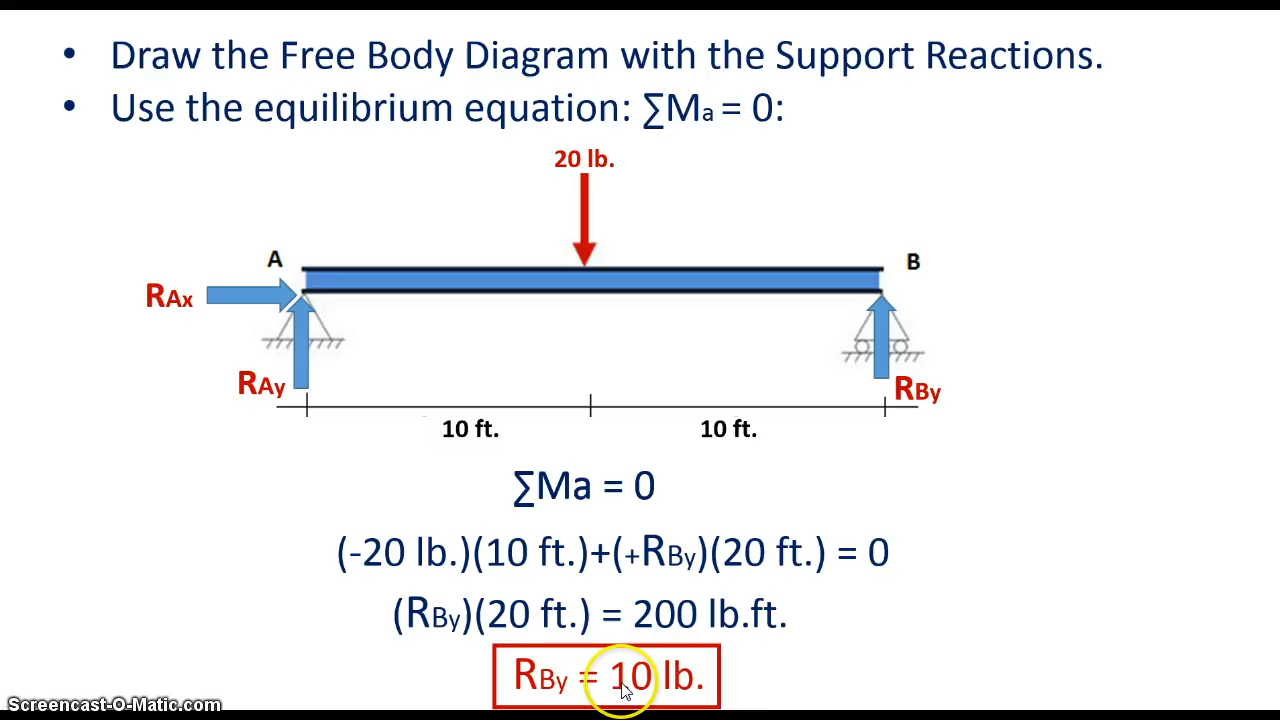 • Draw the Free Body Diagram with the Support Reactions.
• Use the equilibrium equation: ∑Ma = 0:
20 lb.
A
B
RAx
RAy
RBy
10 ft.
10 ft.
∑Ma = 0
(-20 lb.)(10 ft.)+(+RBy)(20 ft.) = 0
(RBy)(20 ft.) = 200 lb.ft.
RBy = 10 lb.
Screencast-O-Matic.com